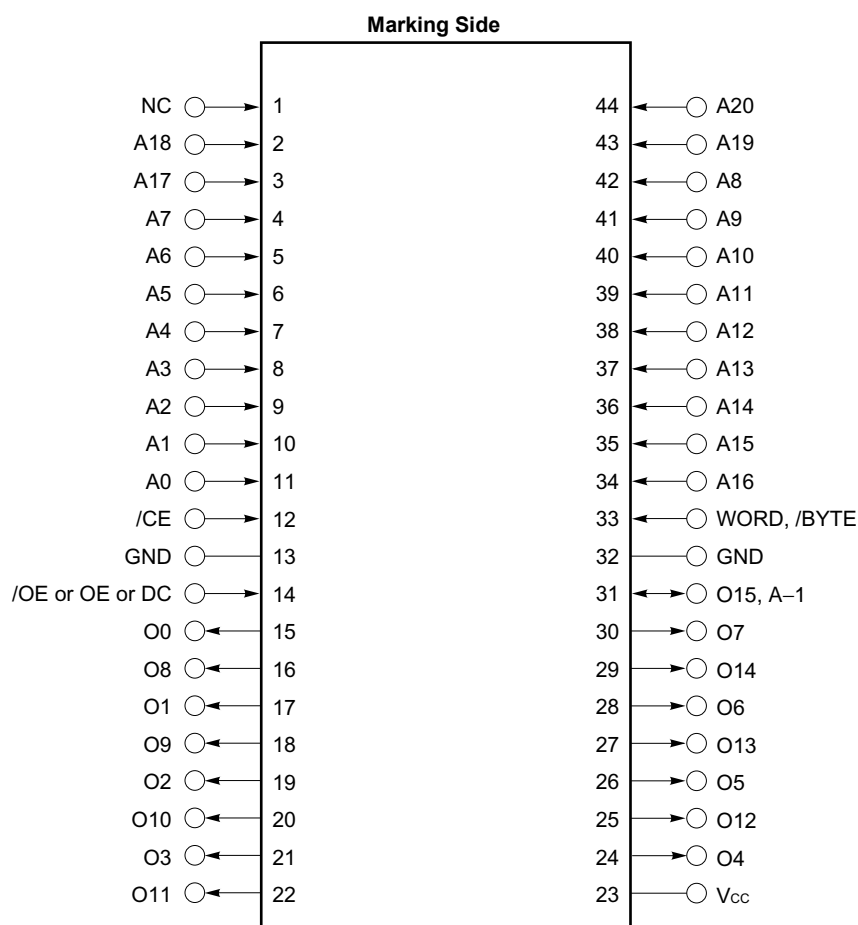 Marking Side
NC 1 44 A20
A18 2 43 A19
A17 3 42 A8
A7 4 41 A9
A6 5 40 A10
A5 6 39 A11
A4 7 38 A12
A3 8 37 A13
A2 9 36 A14
A1 10 35 A15
A0 11 34 A16
/CE 12 33 WORD, /BYTE
GND 13 32 GND
/OE or OE or DC 14 31 O15, A−1
O0 15 30 O7
O8 16 29 O14
O1 17 28 O6
O9 18 27 O13
O2 19 26 O5
O10 20 25 O12
O3 21 24 O4
O11 22 23 Vcc